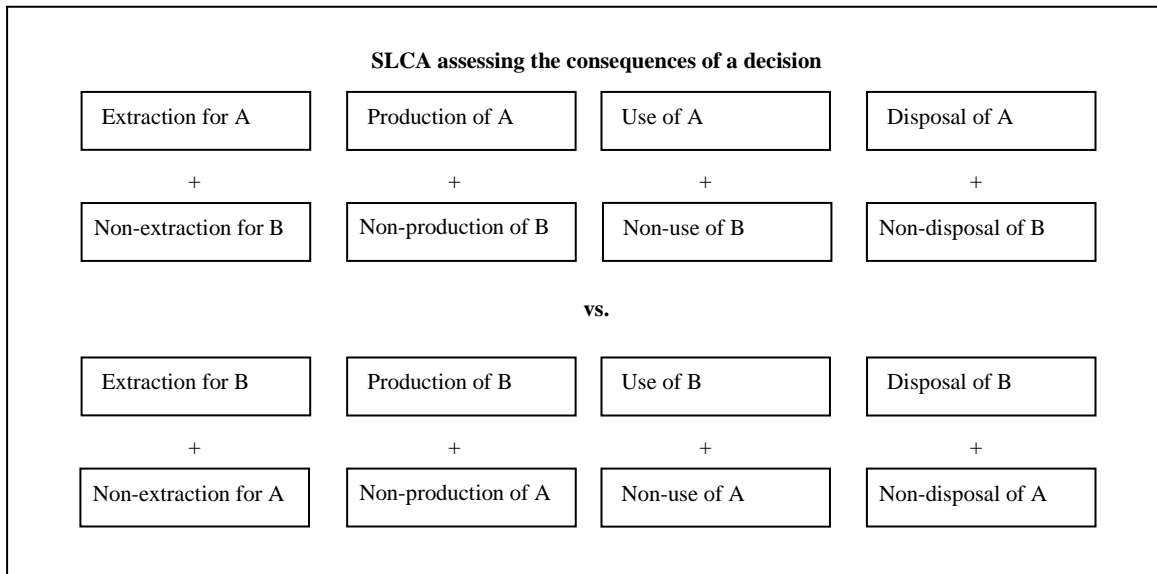 SLCA assessing the consequences of a decision
Extraction for A Production of A Use of A Disposal of A
+ + + +
Non-extraction for B Non-production of B Non-use of B Non-disposal of B
vs.
Extraction for B Production of B Use of B Disposal of B
+ + + +
Non-extraction for A Non-production of A Non-use of A Non-disposal of A